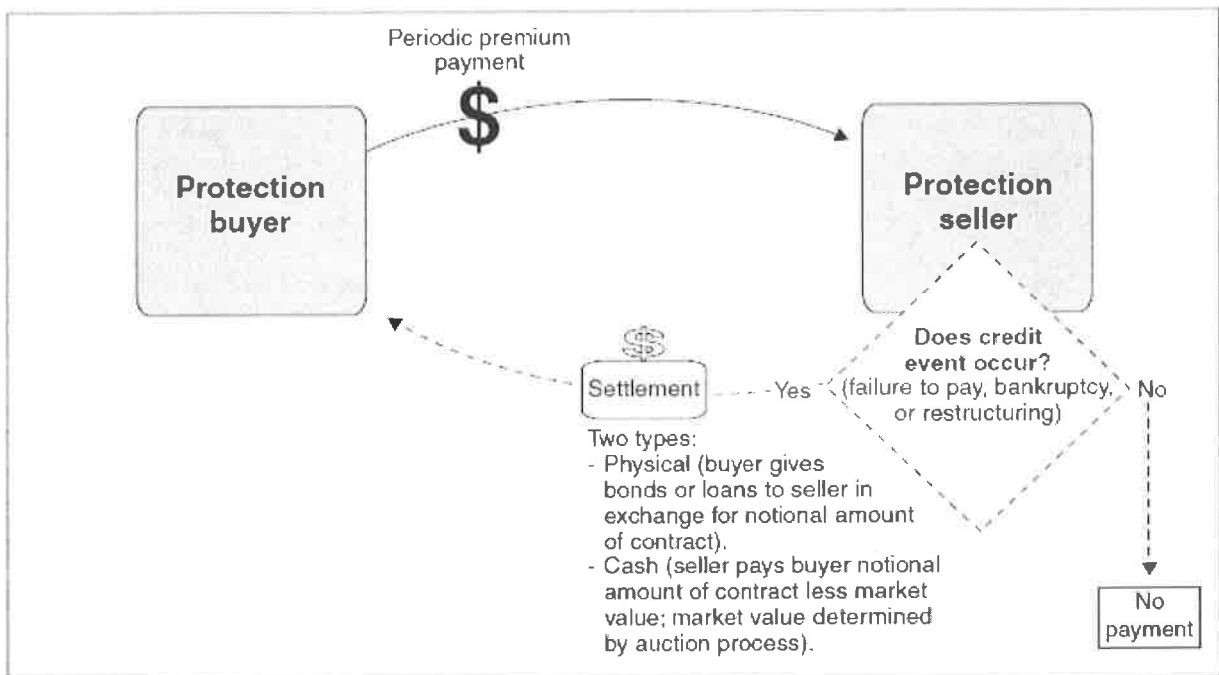 Periodic premium
payment
$
Protection
buyer
Protection
seller
Does credit
event occur?
(failure to pay, bankruptcy,
or restructuring)
$
Settlement
Yes
No
Two types:
- Physical (buyer gives
bonds or loans to seller in
exchange for notional amount
of contract).
- Cash (seller pays buyer notional
amount of contract less market
value; market value determined
by auction process).
No
payment